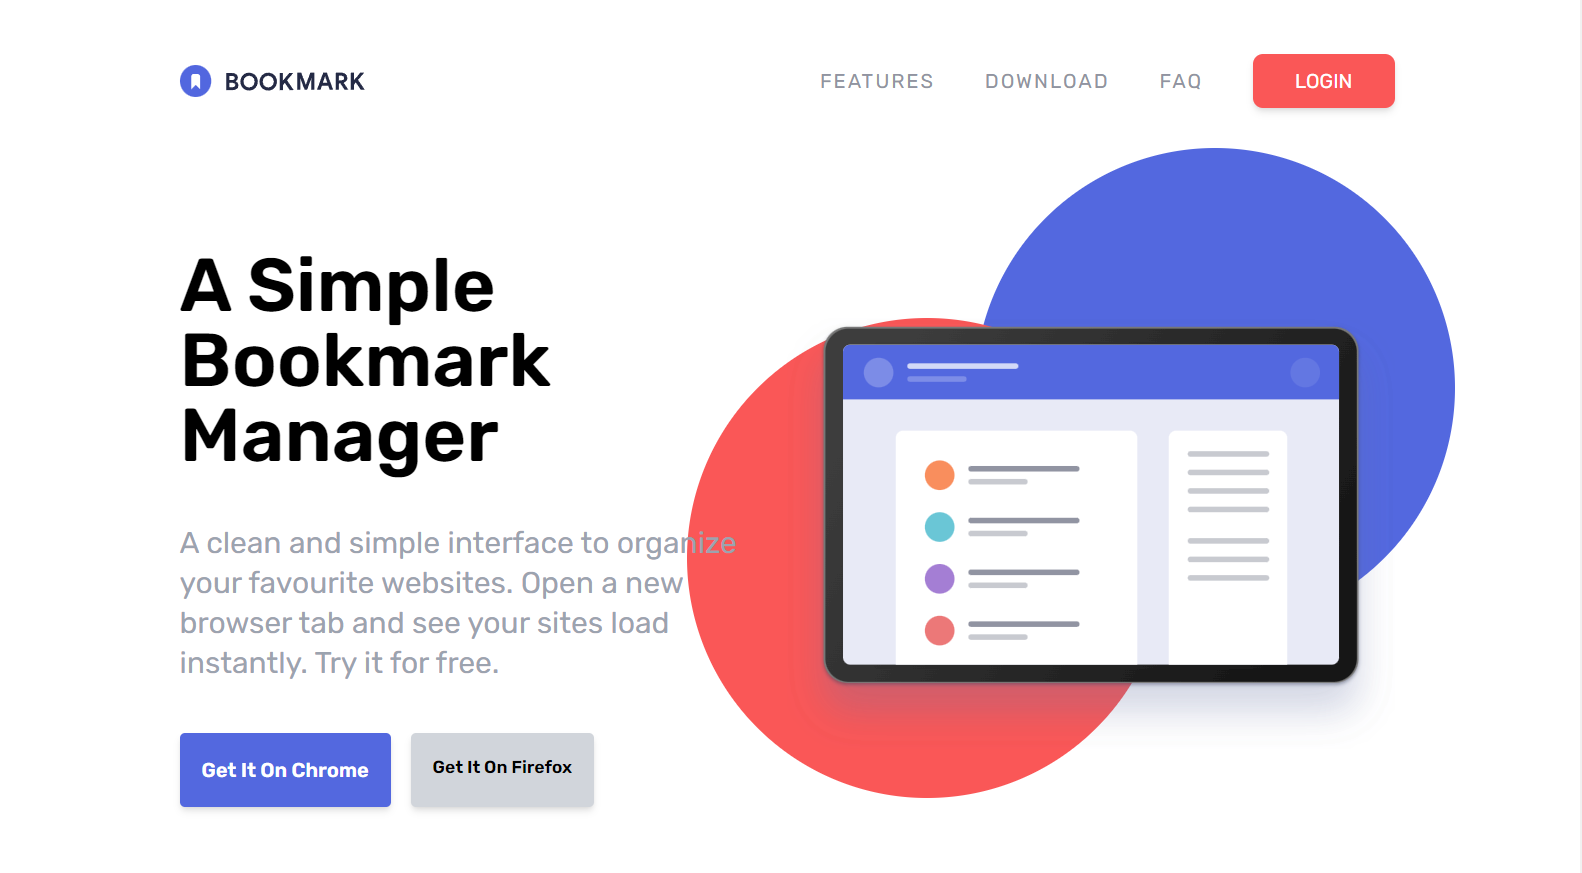 BOOKMARK
FEATURES DOWNLOAD FAQ LOGIN
A Simple
Bookmark
Manager
A clean and simple interface to organize
your favourite websites. Open a new
browser tab and see your sites load
instantly. Try it for free.
Get It On Chrome Get It On Firefox